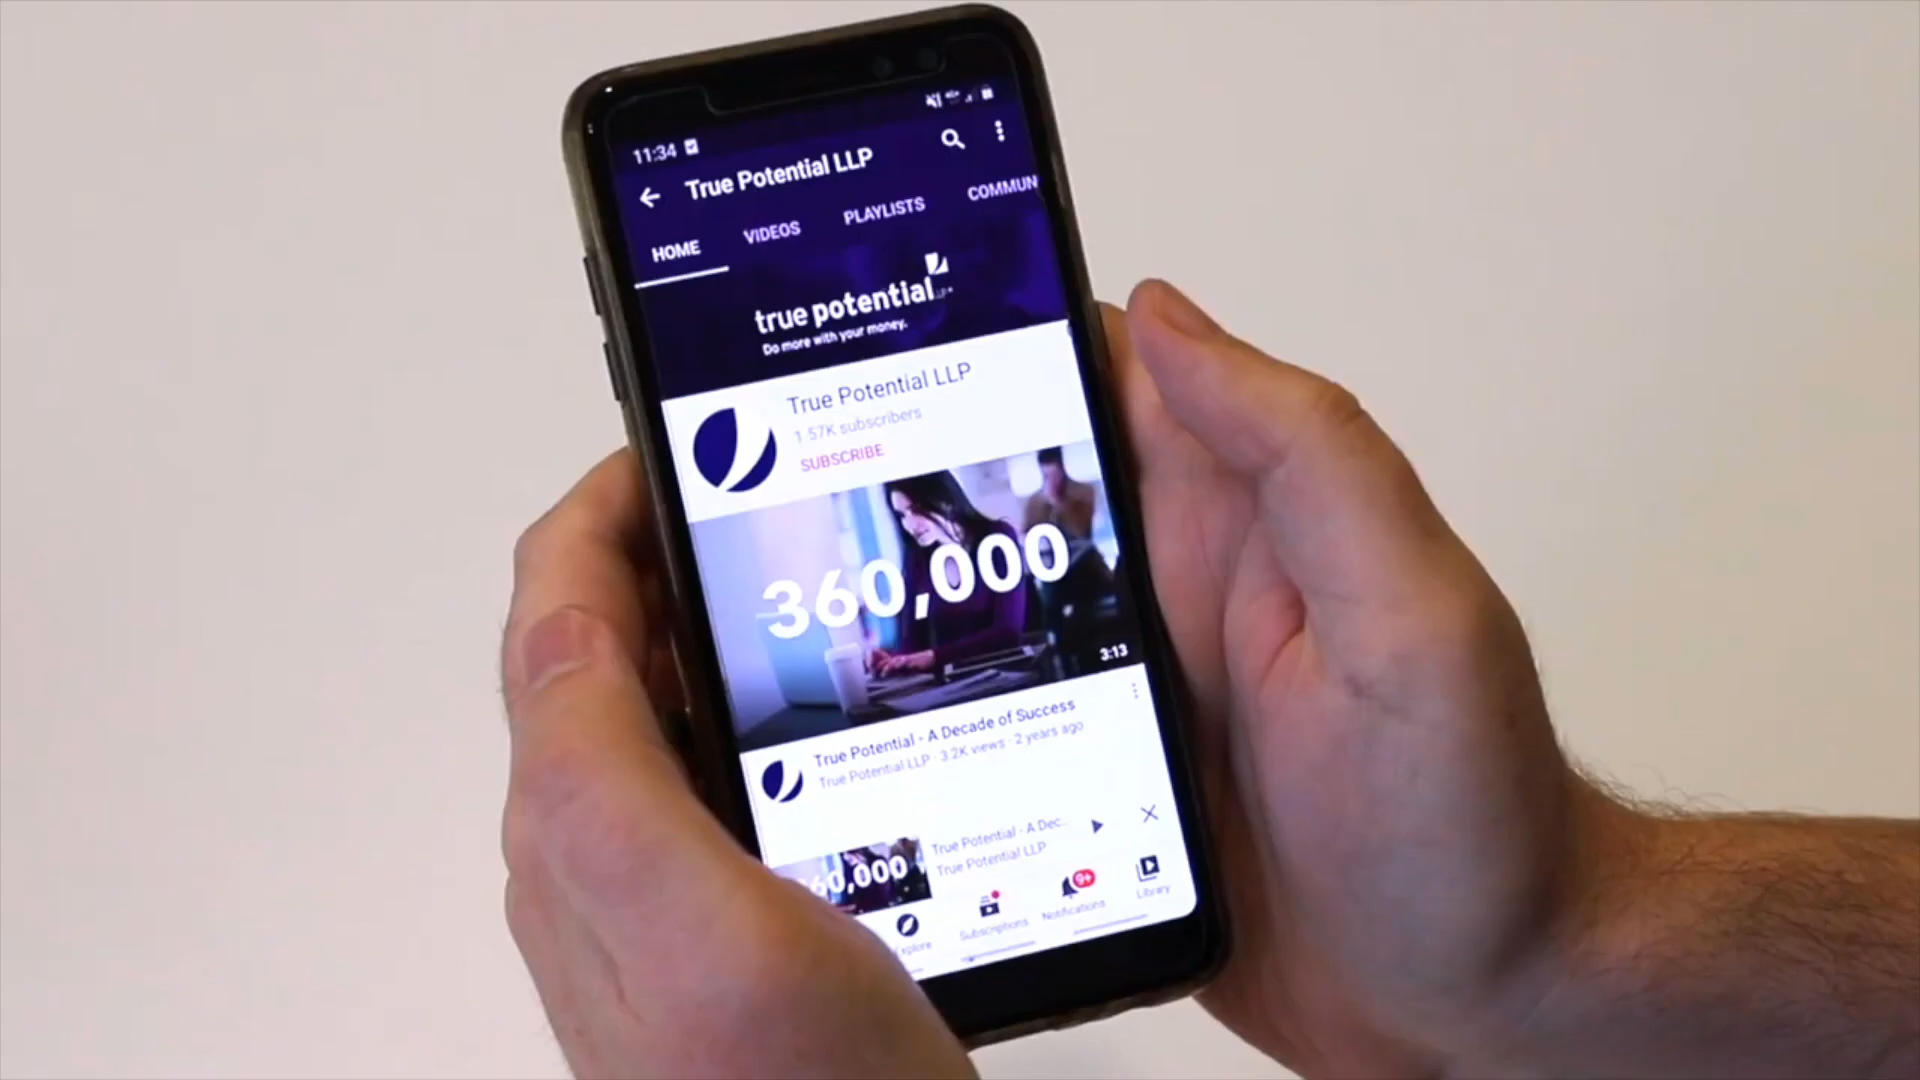 11:34
True Potential LLP
HOME VIDEOS PLAYLISTS COMMUN
true potential
Do more with your money.
True Potential LLP
1.57K subscribers
SUBSCRIBE
360,000
3:13
True Potential - A Decade of Success
True Potential LLP · 3.2K views · 2 years ago
360,000
True Potential - A Dec...
True Potential LLP
9+
Explore Subscriptions Notifications Library